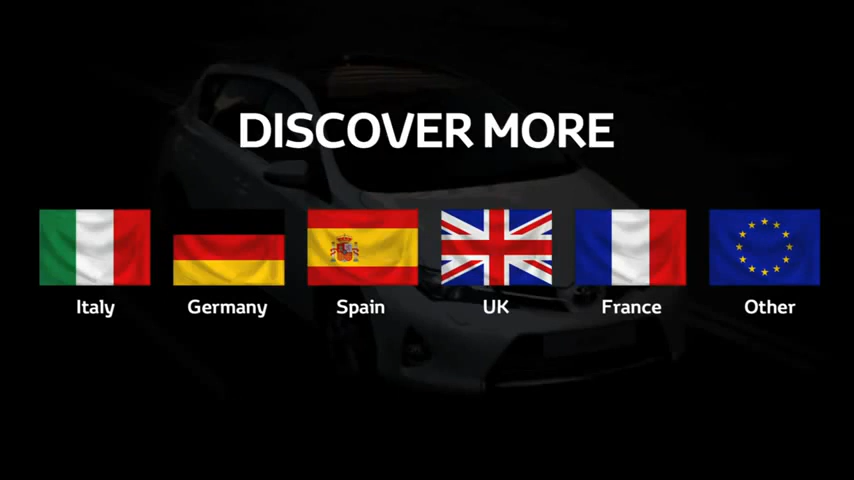 DISCOVER MORE
Italy
Germany
Spain
UK
France
Other